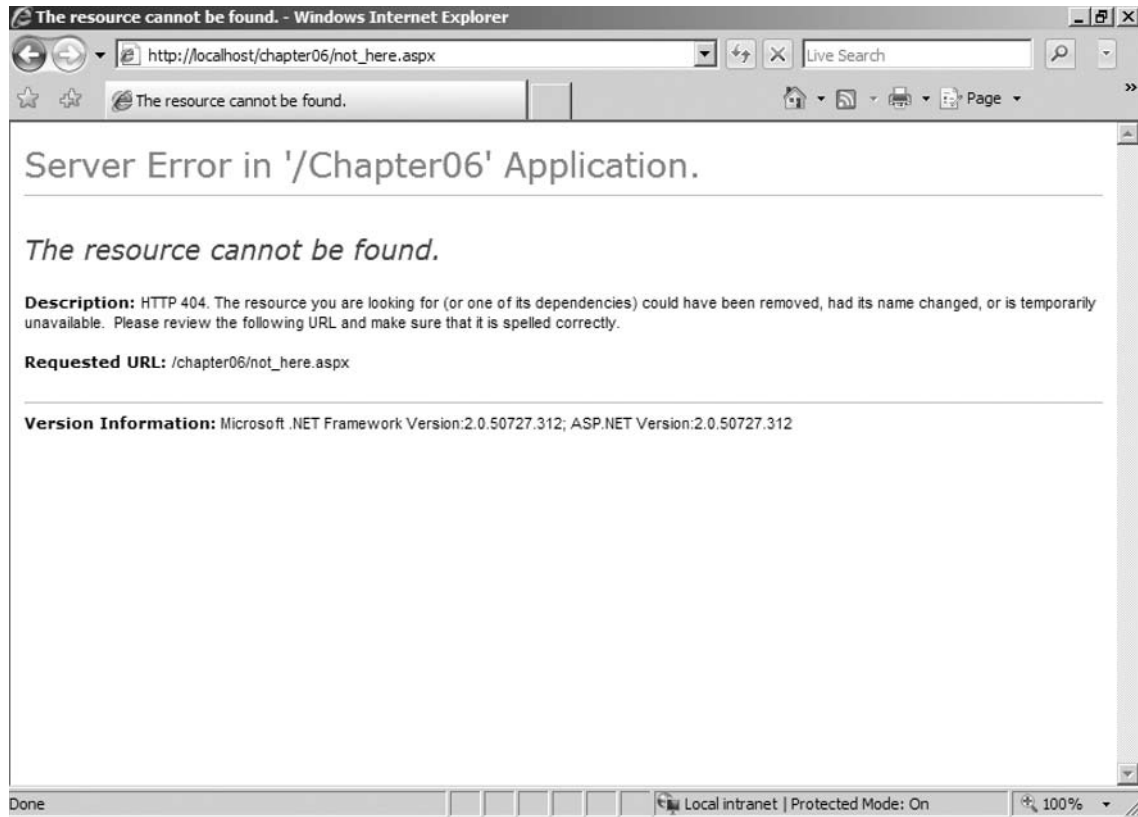 The resource cannot be found. - Windows Internet Explorer
http://localhost/chapter06/not_here.aspx
Live Search
The resource cannot be found.
Page
Server Error in '/Chapter06' Application.
The resource cannot be found.
Description: HTTP 404. The resource you are looking for (or one of its dependencies) could have been removed, had its name changed, or is temporarily
unavailable. Please review the following URL and make sure that it is spelled correctly.
Requested URL: /chapter06/not_here.aspx
Version Information: Microsoft .NET Framework Version:2.0.50727.312; ASP.NET Version:2.0.50727.312
Done
Local intranet | Protected Mode: On
100%